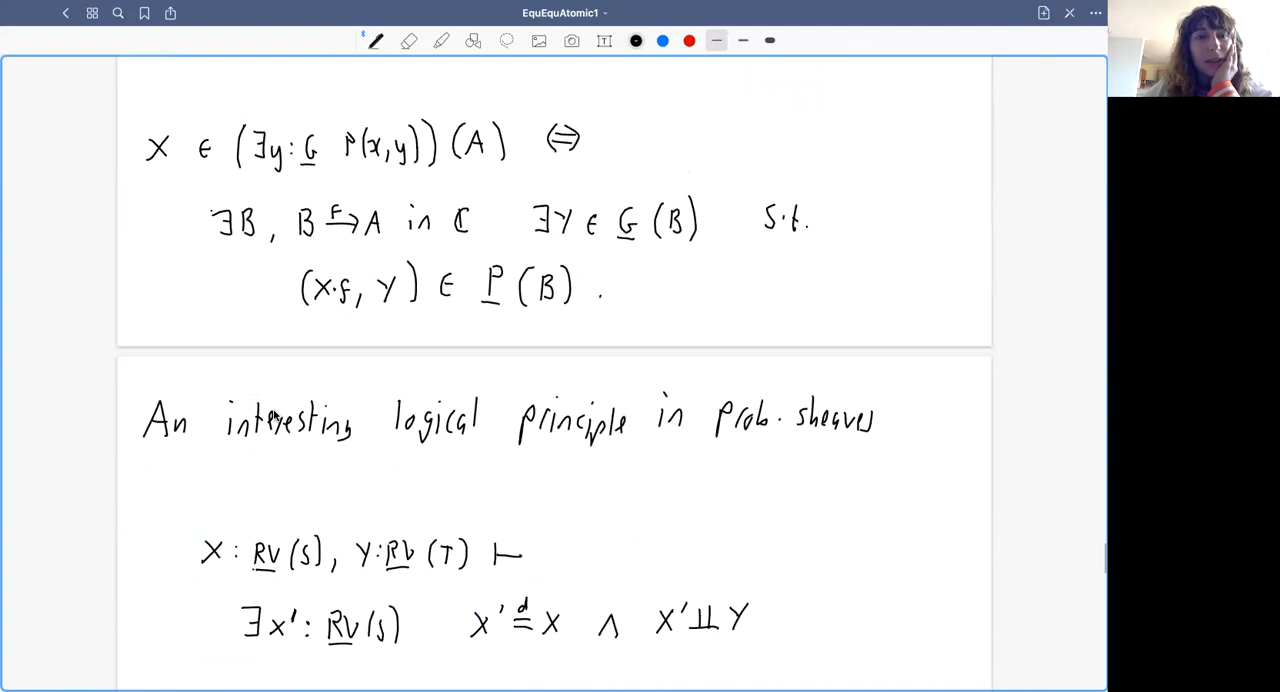 EquEquAtomic1
X ∈ (∃y:G P(x,y))(A) ⇔
∃B, B →F A in ℂ ∃Y ∈ G(B) s.t.
(X·f, Y) ∈ P(B).
An interesting logical principle in prob. sheaves
X : RV(S), Y : RV(T) ⊢
∃X' : RV(S) X' =d X ∧ X' ⫫ Y